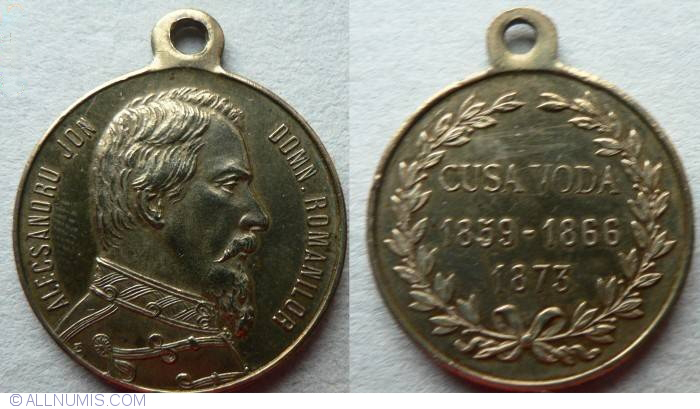 ALECSANDRU JON
DOMN. ROMANILOR
CUSA VODA
1859-1866
1873
© ALLNUMIS.COM